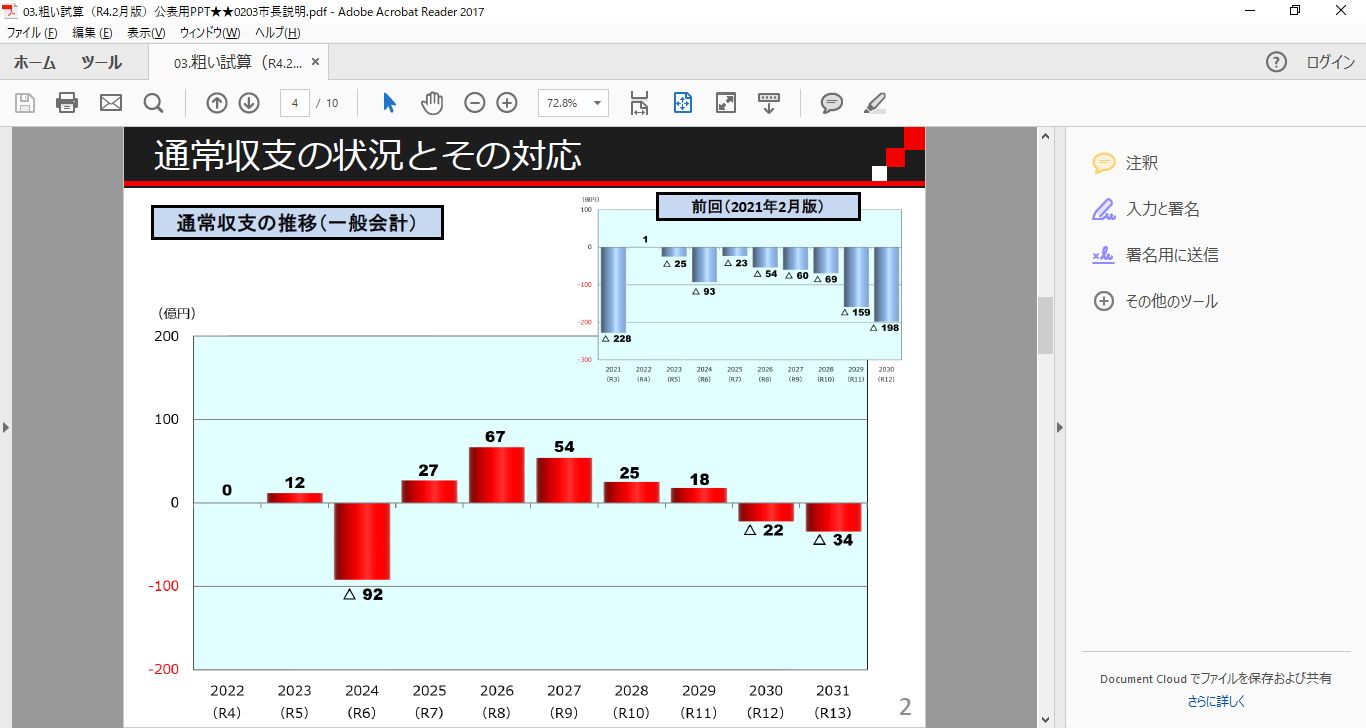 03.粗い試算（R4.2月版）公表用PPT★★0203市長説明.pdf - Adobe Acrobat Reader 2017
ファイル(F) 編集(E) 表示(V) ウィンドウ(W) ヘルプ(H)
ホーム ツール 03.粗い試算（R4.2... × ? ログイン
4 / 10 72.8%
通常収支の状況とその対応
通常収支の推移（一般会計）
前回（2021年2月版）
(億円)
100
0
-100
-200
-300
1
△ 25
△ 23
△ 54
△ 60
△ 69
△ 93
△ 159
△ 198
△ 228
2021 2022 2023 2024 2025 2026 2027 2028 2029 2030
(R3) (R4) (R5) (R6) (R7) (R8) (R9) (R10) (R11) (R12)
（億円）
200
100
0
-100
-200
0
12
△ 92
27
67
54
25
18
△ 22
△ 34
2022 2023 2024 2025 2026 2027 2028 2029 2030 2031
(R4) (R5) (R6) (R7) (R8) (R9) (R10) (R11) (R12) (R13)
2
注釈
入力と署名
署名用に送信
その他のツール
Document Cloud でファイルを保存および共有
さらに詳しく